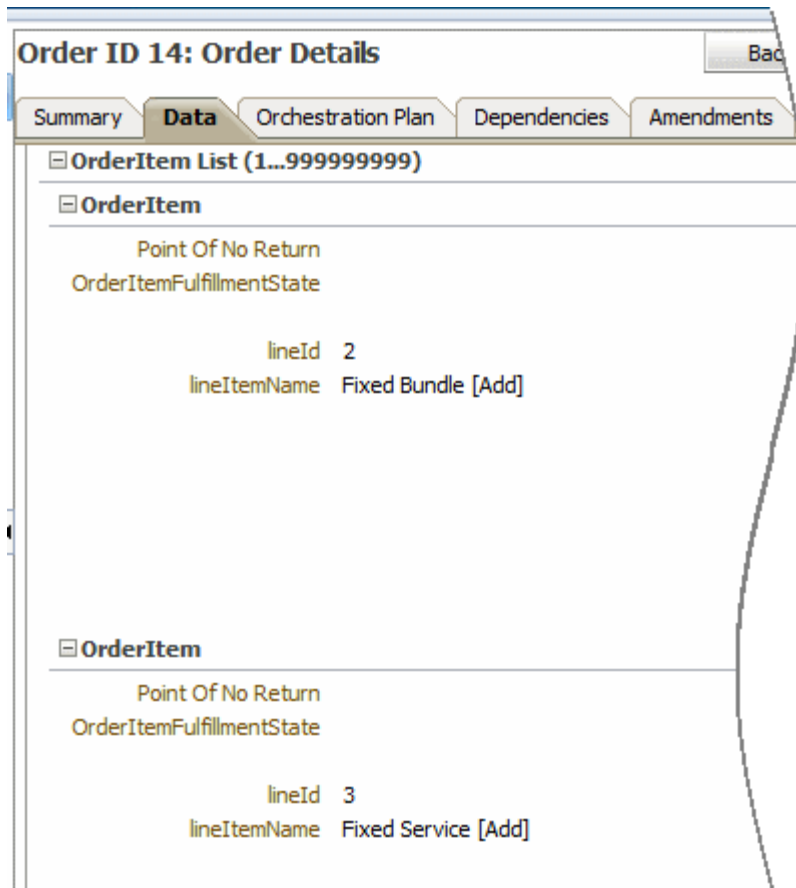 Order ID 14: Order Details
Summary Data Orchestration Plan Dependencies Amendments
OrderItem List (1...999999999)
OrderItem
Point Of No Return
OrderItemFulfillmentState
lineId 2
lineItemName Fixed Bundle [Add]
OrderItem
Point Of No Return
OrderItemFulfillmentState
lineId 3
lineItemName Fixed Service [Add]